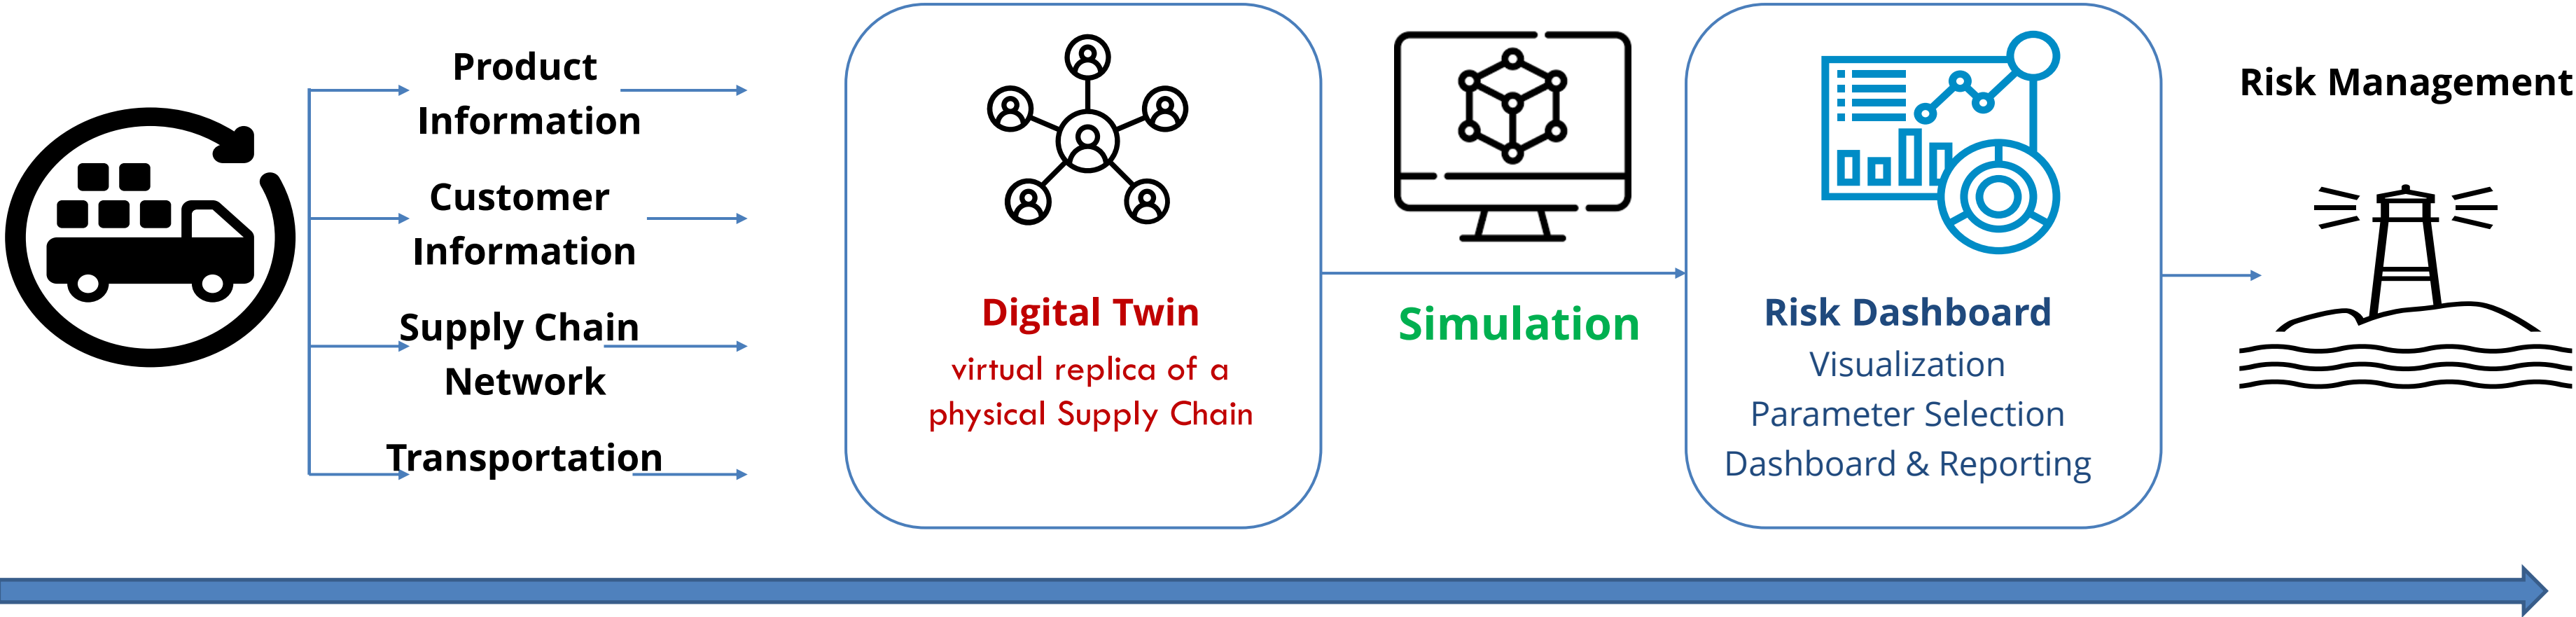 Product
Information
Customer
Information
Supply Chain
Network
Transportation
Digital Twin
virtual replica of a
physical Supply Chain
Simulation
Risk Dashboard
Visualization
Parameter Selection
Dashboard & Reporting
Risk Management